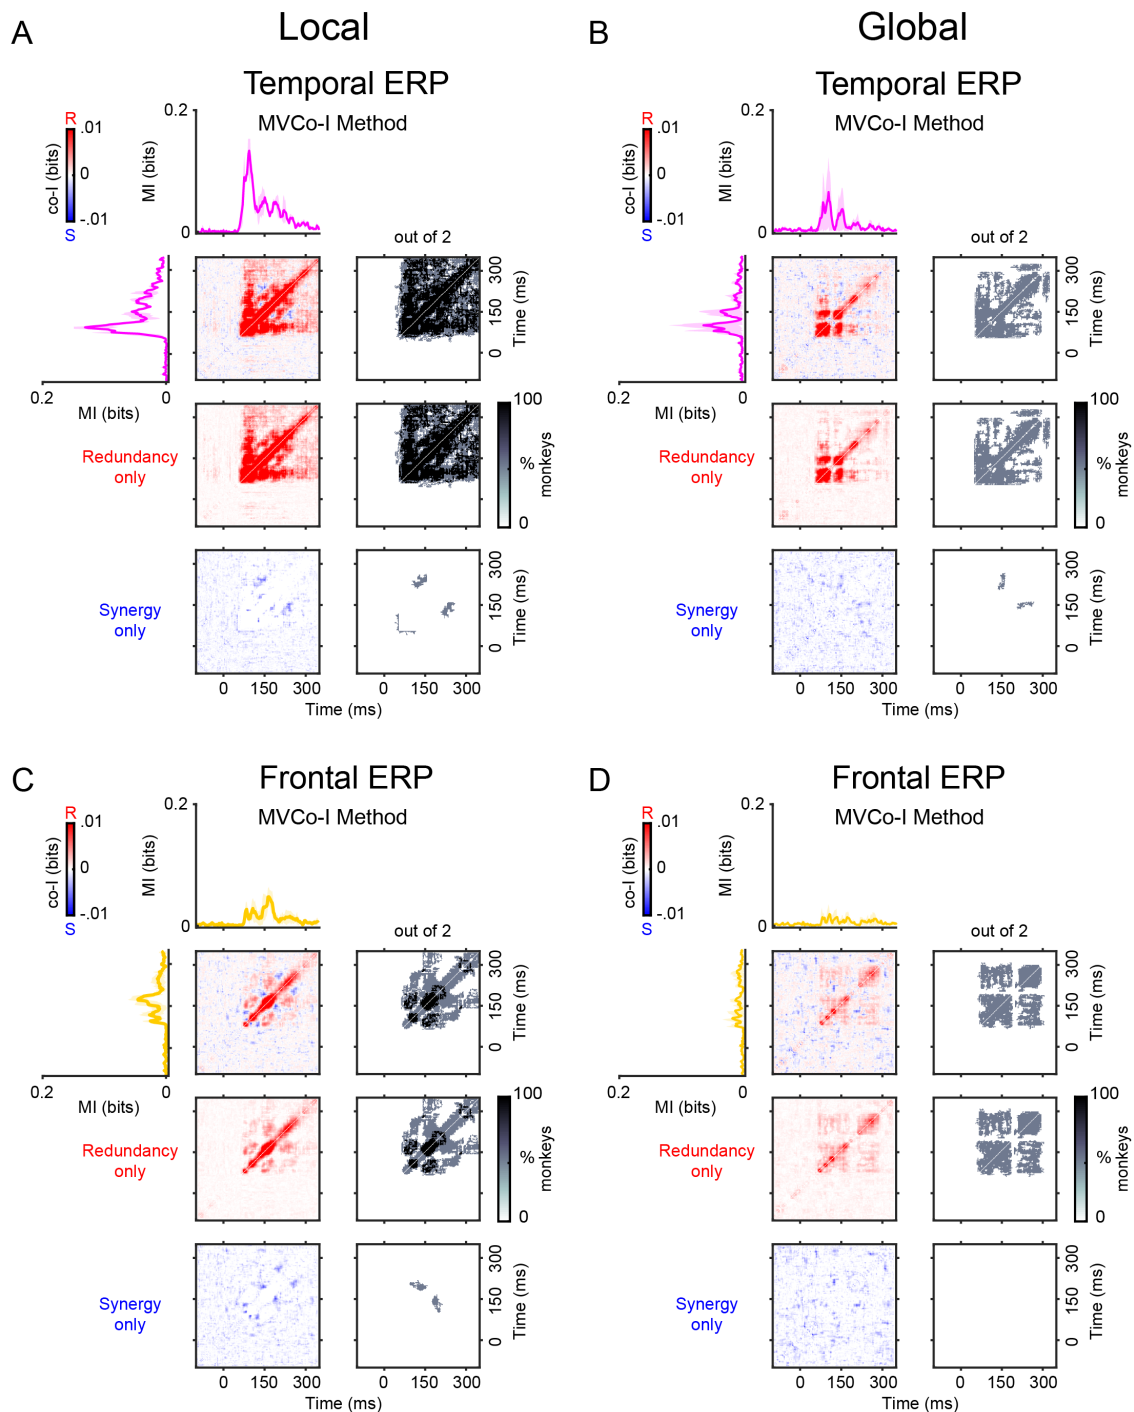 A
Local
B
Global
Temporal ERP
Temporal ERP
MVCo-I Method
MVCo-I Method
R
.01
0
-.01
S
co-I (bits)
0.2
MI (bits)
0
out of 2
R
.01
0
-.01
S
co-I (bits)
0.2
MI (bits)
0
out of 2
300
150
0
Time (ms)
300
150
0
Time (ms)
0.2
0
MI (bits)
0.2
0
MI (bits)
Redundancy
only
100
%
0
monkeys
Redundancy
only
100
%
0
monkeys
Synergy
only
300
150
0
Time (ms)
Synergy
only
300
150
0
Time (ms)
0 150 300
0 150 300
0 150 300
0 150 300
Time (ms)
Time (ms)
C
Frontal ERP
D
Frontal ERP
MVCo-I Method
MVCo-I Method
R
.01
0
-.01
S
co-I (bits)
0.2
MI (bits)
0
out of 2
R
.01
0
-.01
S
co-I (bits)
0.2
MI (bits)
0
out of 2
300
150
0
Time (ms)
300
150
0
Time (ms)
0.2
0
MI (bits)
0.2
0
MI (bits)
Redundancy
only
100
%
0
monkeys
Redundancy
only
100
%
0
monkeys
Synergy
only
300
150
0
Time (ms)
Synergy
only
300
150
0
Time (ms)
0 150 300
0 150 300
0 150 300
0 150 300
Time (ms)
Time (ms)